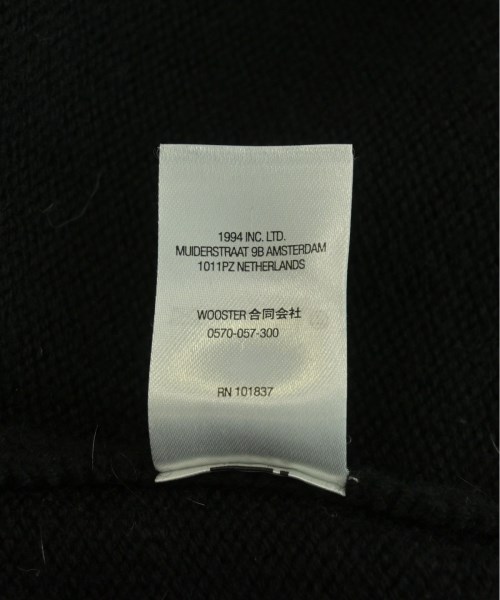 1994 INC. LTD.
MUIDERSTRAAT 9B AMSTERDAM
1011PZ NETHERLANDS
WOOSTER 合同会社
0570-057-300
RN 101837